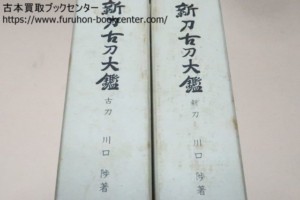 古本買取ブックセンター
https://www.furuhon-bookcenter.com/
新刀古刀大鑑
古刀
川口陟著
新刀古刀大鑑
新刀
川口陟著